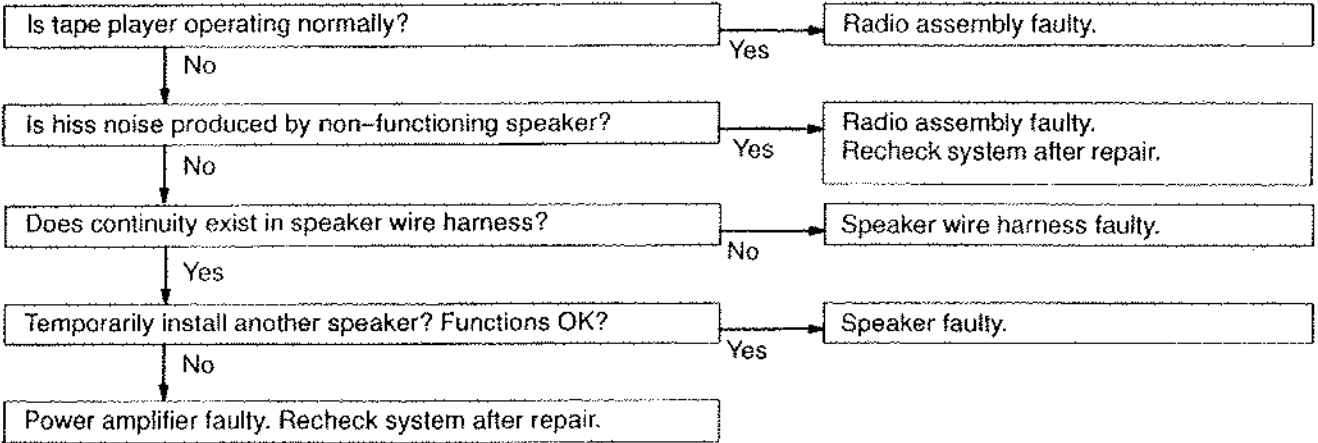 Is tape player operating normally?
Yes
Radio assembly faulty.
No
Is hiss noise produced by non-functioning speaker?
Yes
Radio assembly faulty.
Recheck system after repair.
No
Does continuity exist in speaker wire harness?
No
Speaker wire harness faulty.
Yes
Temporarily install another speaker? Functions OK?
Yes
Speaker faulty.
No
Power amplifier faulty. Recheck system after repair.